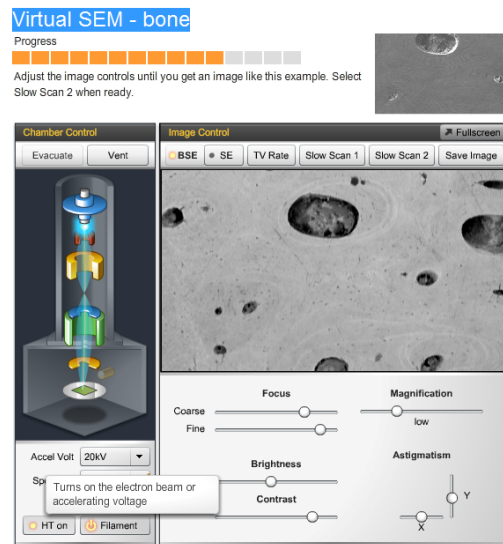 Virtual SEM - bone
Progress
Adjust the image controls until you get an image like this example. Select
Slow Scan 2 when ready.
Chamber Control
Image Control
Fullscreen
Evacuate
Vent
BSE
SE
TV Rate
Slow Scan 1
Slow Scan 2
Save Image
Focus
Magnification
Coarse
low
Fine
Accel Volt
20kV
Astigmatism
Brightness
Sp
Turns on the electron beam or
accelerating voltage
Contrast
Y
X
HT on
Filament